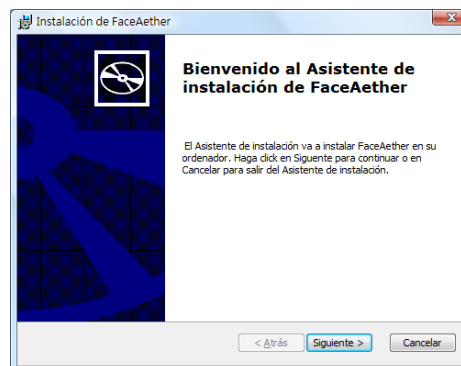 Instalación de FaceAether
Bienvenido al Asistente de
instalación de FaceAether
El Asistente de instalación va a instalar FaceAether en su
ordenador. Haga click en Siguente para continuar o en
Cancelar para salir del Asistente de instalación.
< Atrás Siguiente > Cancelar